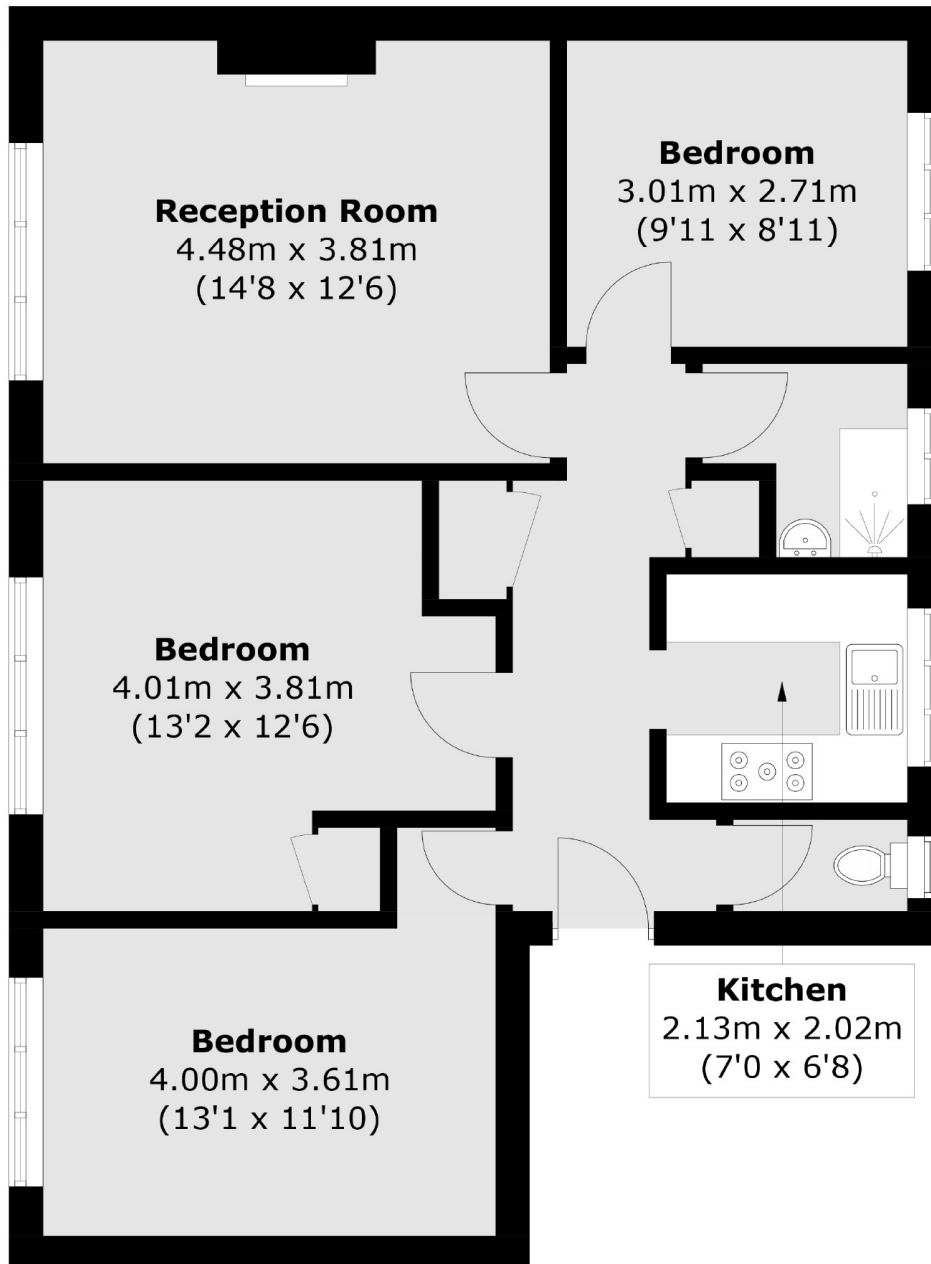 Reception Room
4.48m x 3.81m
(14'8 x 12'6)
Bedroom
3.01m x 2.71m
(9'11 x 8'11)
Bedroom
4.01m x 3.81m
(13'2 x 12'6)
Kitchen
2.13m x 2.02m
(7'0 x 6'8)
Bedroom
4.00m x 3.61m
(13'1 x 11'10)